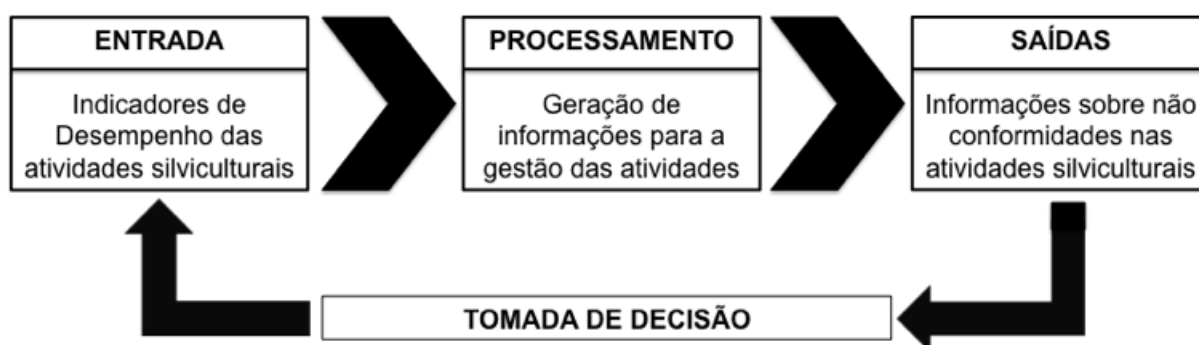 ENTRADA
Indicadores de
Desempenho das
atividades silviculturais
PROCESSAMENTO
Geração de
informações para a
gestão das atividades
SAÍDAS
Informações sobre não
conformidades nas
atividades silviculturais
TOMADA DE DECISÃO